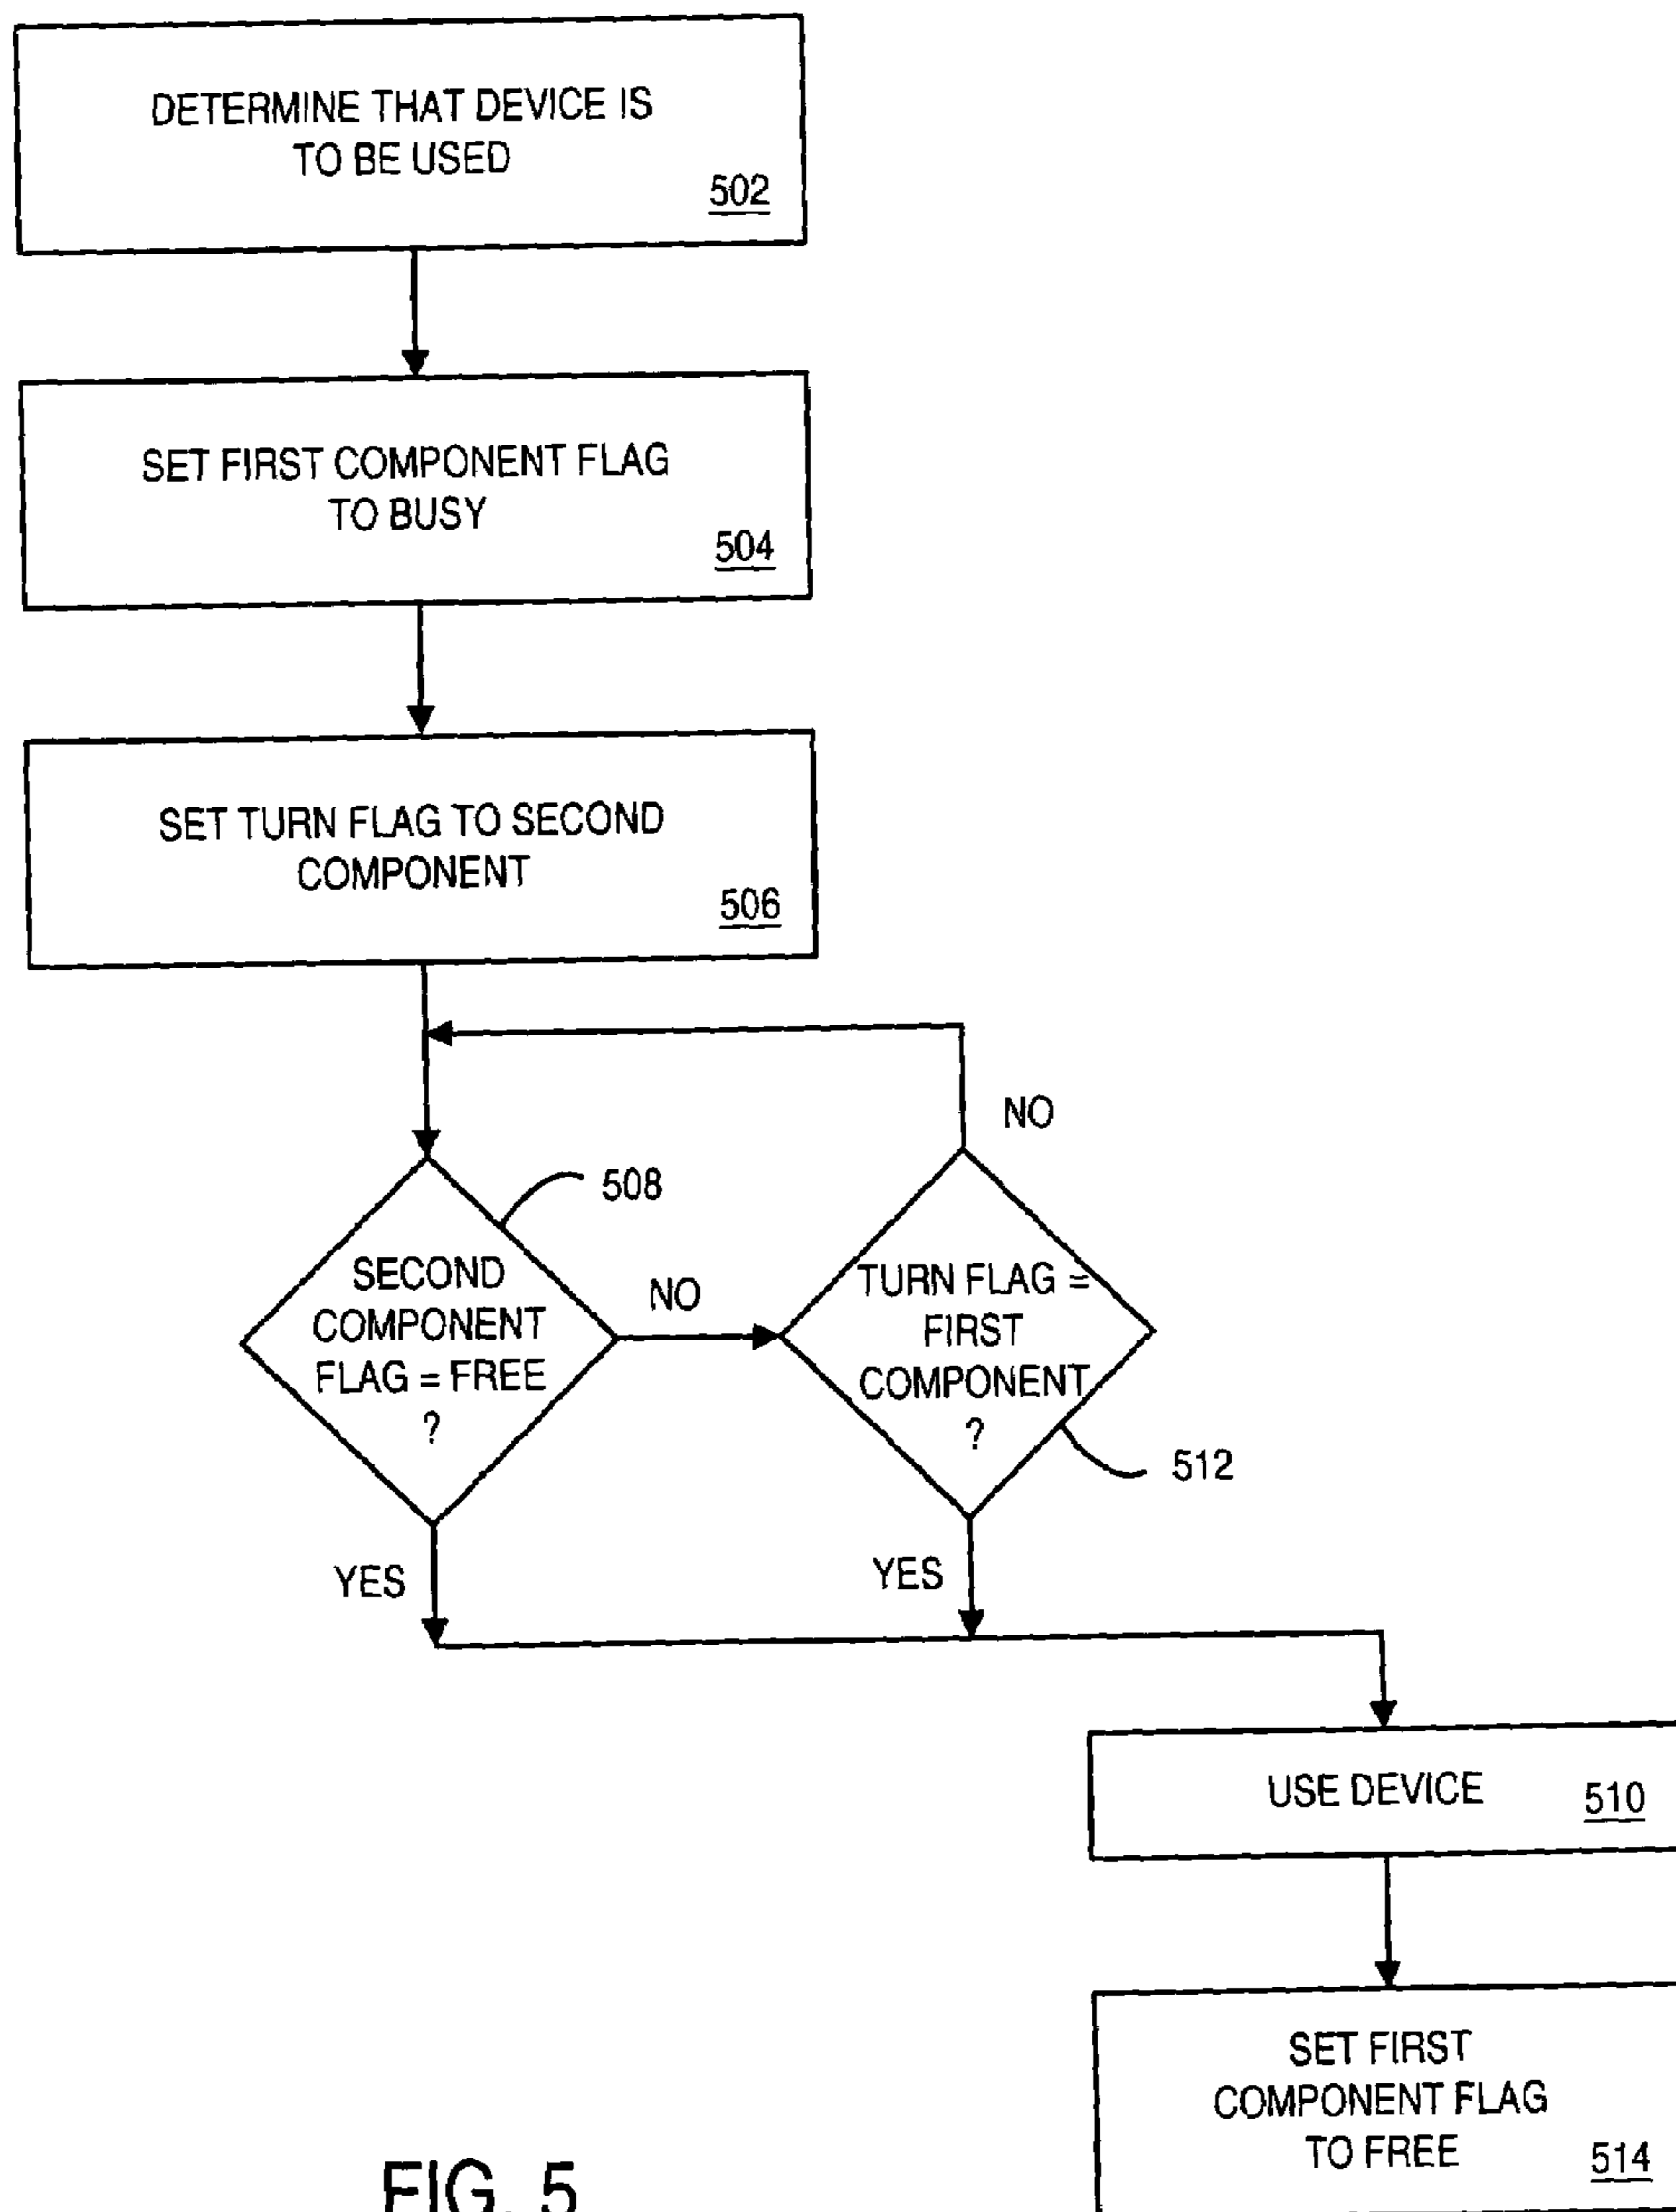 DETERMINE THAT DEVICE IS
TO BE USED
502
SET FIRST COMPONENT FLAG
TO BUSY
504
SET TURN FLAG TO SECOND
COMPONENT
506
NO
508
SECOND
COMPONENT
FLAG = FREE
?
NO
TURN FLAG =
FIRST
COMPONENT
?
512
YES
YES
USE DEVICE
510
SET FIRST
COMPONENT FLAG
TO FREE
514
FIG. 5